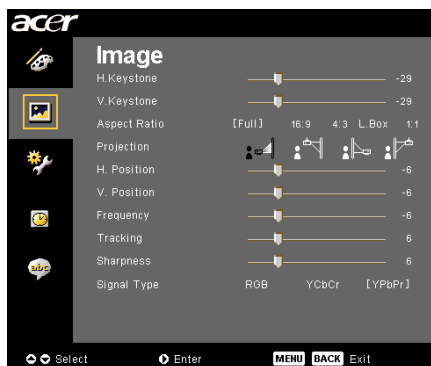 acer
Image
H.Keystone -29
V.Keystone -29
Aspect Ratio [Full] 16:9 4:3 L.Box 1:1
Projection
H. Position -6
V. Position -6
Frequency -6
Tracking 6
Sharpness 6
Signal Type RGB YCbCr [YPbPr]
abc
Select Enter MENU BACK Exit